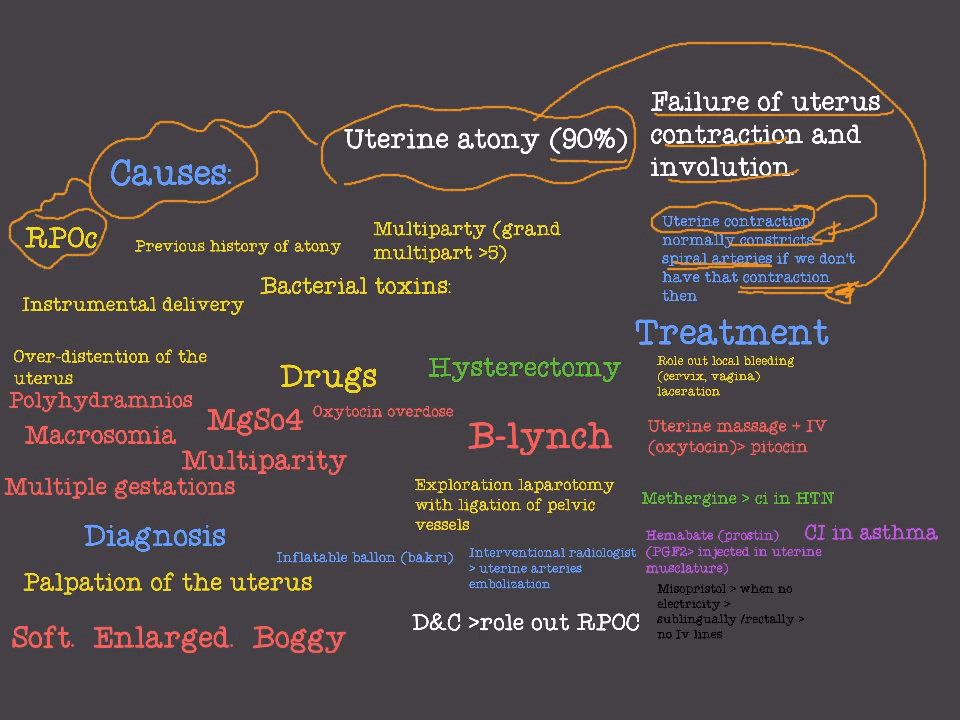 Uterine atony (90%)
Failure of uterus
contraction and
involution.
Causes:
RPOc
Previous history of atony
Multiparty (grand
multipart >5)
Uterine contraction
normally constricts
spiral arteries if we don't
have that contraction
then
Instrumental delivery
Bacterial toxins:
Over-distention of the
uterus
Polyhydramnios
Macrosomia
Multiple gestations
Drugs
MgSo4
Oxytocin overdose
Multiparity
Diagnosis
Palpation of the uterus
Soft. Enlarged. Boggy
Treatment
Role out local bleeding
(cervix, vagina)
laceration
Uterine massage + IV
(oxytocin)> pitocin
Methergine > ci in HTN
Hemabate (prostin)
(PGF2> injected in uterine
musclature)
CI in asthma
Misopristol > when no
electricity >
sublingually /rectally >
no Iv lines
D&C >role out RPOC
Inflatable ballon (bakri)
Interventional radiologist
> uterine arteries
embolization
Exploration laparotomy
with ligation of pelvic
vessels
B-lynch
Hysterectomy